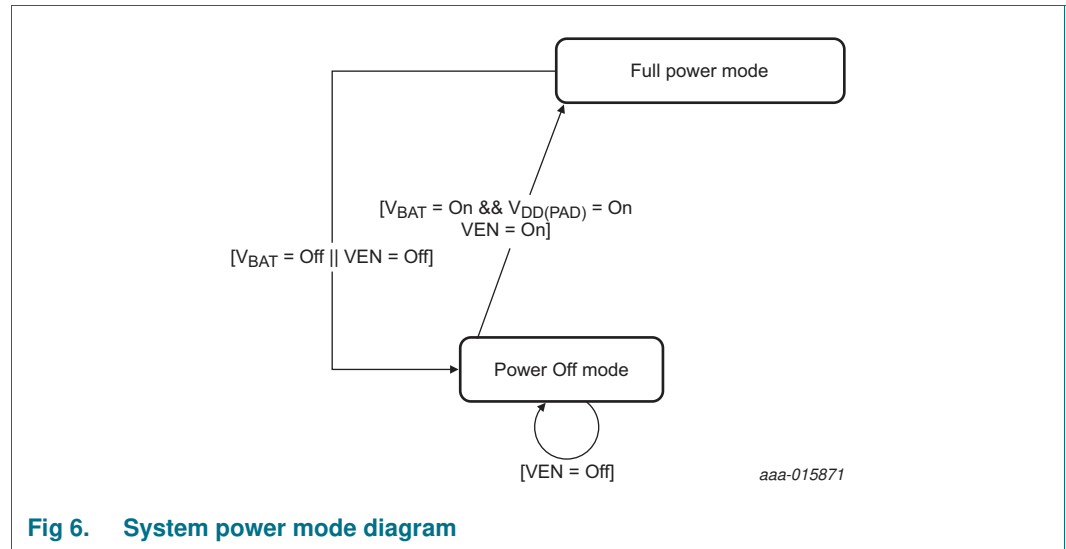 Full power mode
[VBAT = On && VDD(PAD) = On
VEN = On]
[VBAT = Off || VEN = Off]
Power Off mode
[VEN = Off]
aaa-015871
Fig 6. System power mode diagram